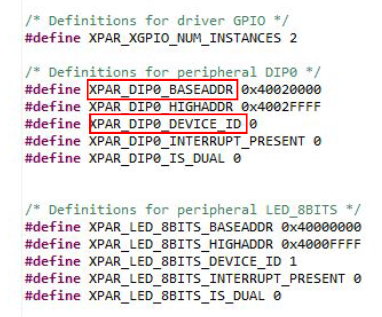 /* Definitions for driver GPIO */
#define XPAR_XGPIO_NUM_INSTANCES 2
/* Definitions for peripheral DIP0 */
#define XPAR_DIP0_BASEADDR 0x40020000
#define XPAR_DIP0_HIGHADDR 0x4002FFFF
#define XPAR_DIP0_DEVICE_ID 0
#define XPAR_DIP0_INTERRUPT_PRESENT 0
#define XPAR_DIP0_IS_DUAL 0
/* Definitions for peripheral LED_8BITS */
#define XPAR_LED_8BITS_BASEADDR 0x40000000
#define XPAR_LED_8BITS_HIGHADDR 0x4000FFFF
#define XPAR_LED_8BITS_DEVICE_ID 1
#define XPAR_LED_8BITS_INTERRUPT_PRESENT 0
#define XPAR_LED_8BITS_IS_DUAL 0